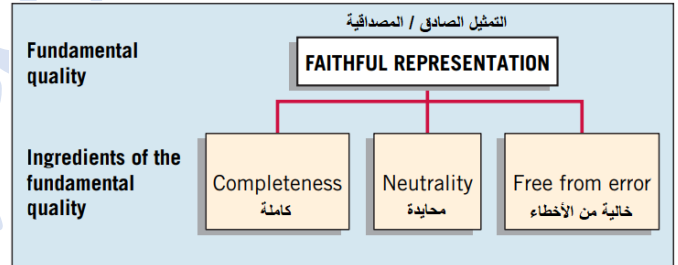 التمثيل الصادق / المصداقية
Fundamental
quality
FAITHFUL REPRESENTATION
Ingredients of the
fundamental
quality
Completeness
كاملة
Neutrality
محايدة
Free from error
خالية من الأخطاء